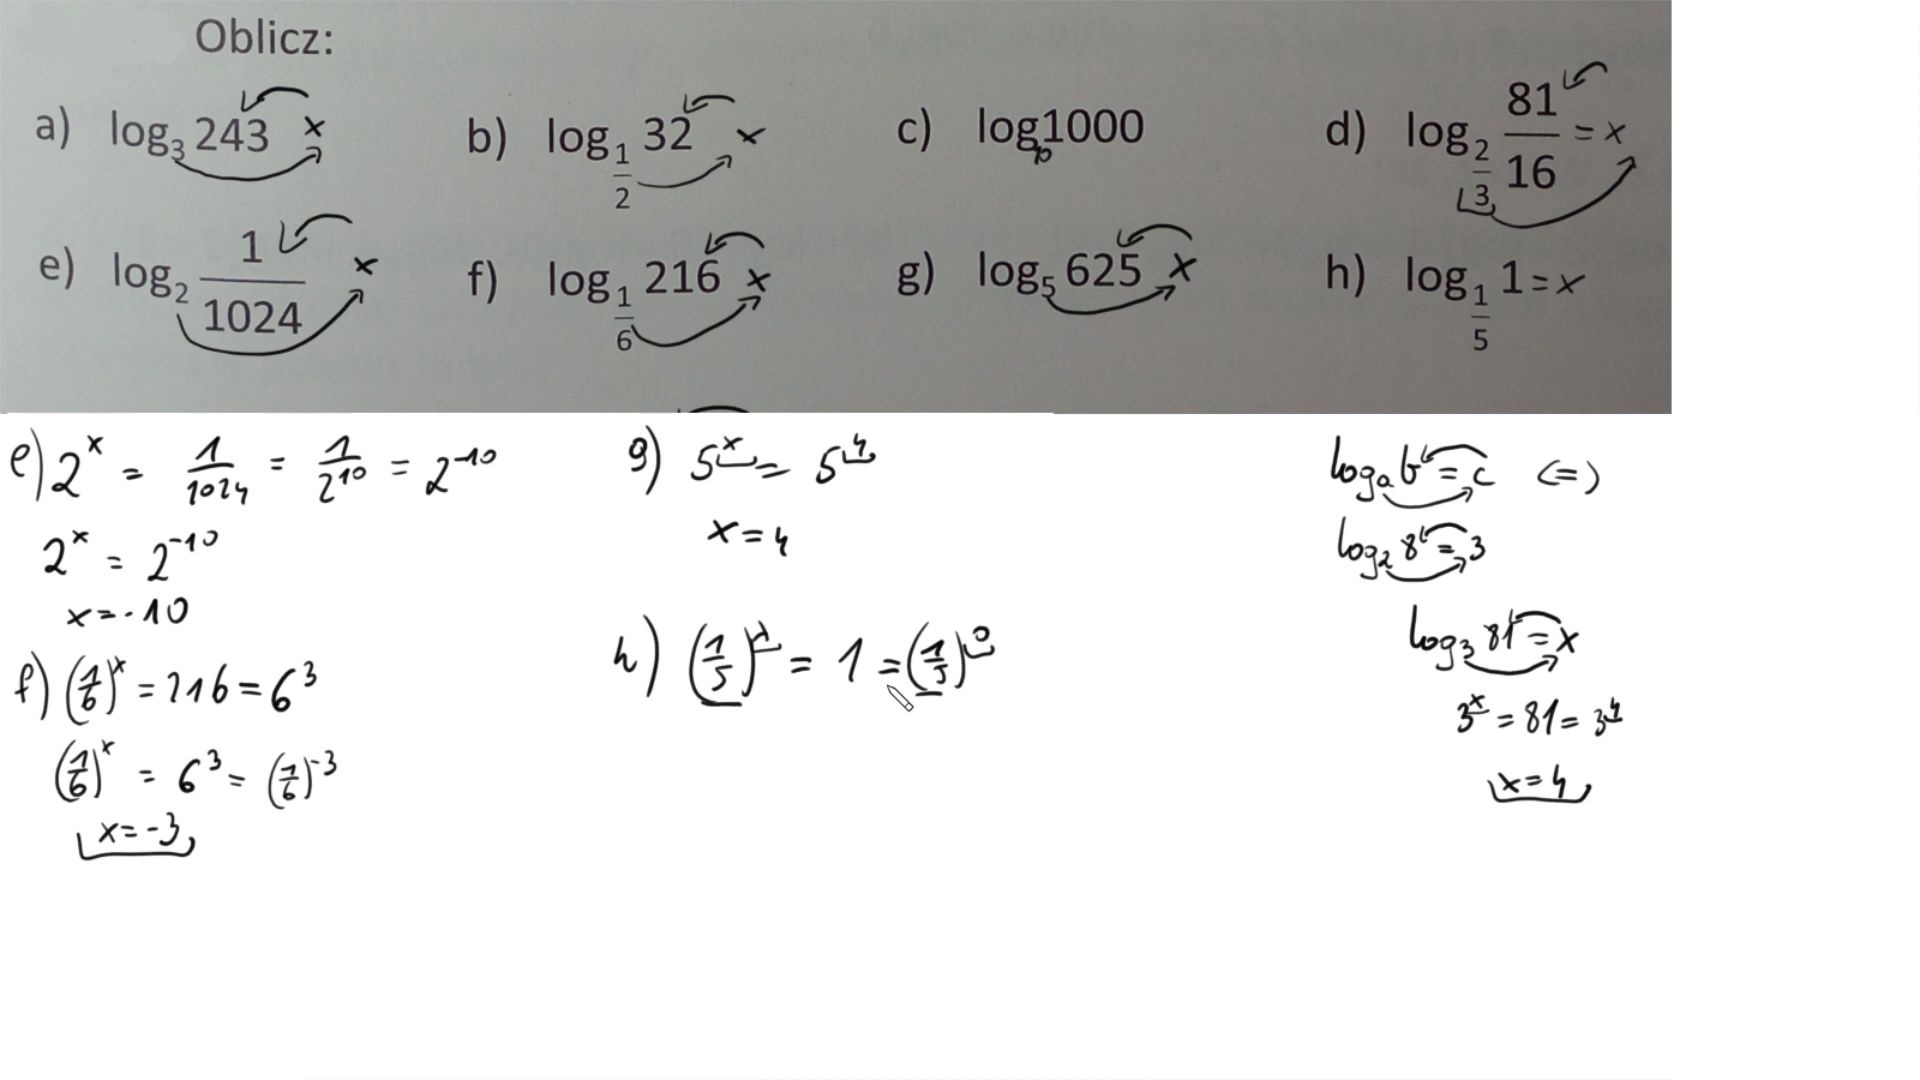 Oblicz:
a) log₃ 243 x
b) log_{1/2} 32 x
c) log₁₀ 1000
d) log_{2/3} 81/16 = x
e) log₂ 1/1024 x
f) log_{1/6} 216 x
g) log₅ 625 x
h) log_{1/5} 1 = x
e) 2^x = 1/1024 = 1/2^10 = 2^-10
2^x = 2^-10
x = -10
f) (1/6)^x = 216 = 6^3
(1/6)^x = 6^3 = (1/6)^-3
x = -3
g) 5^x = 5^4
x = 4
h) (1/5)^x = 1 = (1/5)^0
log_a b = c (=)
log₂ 8 = 3
log₃ 81 = x
3^x = 81 = 3^4
x = 4